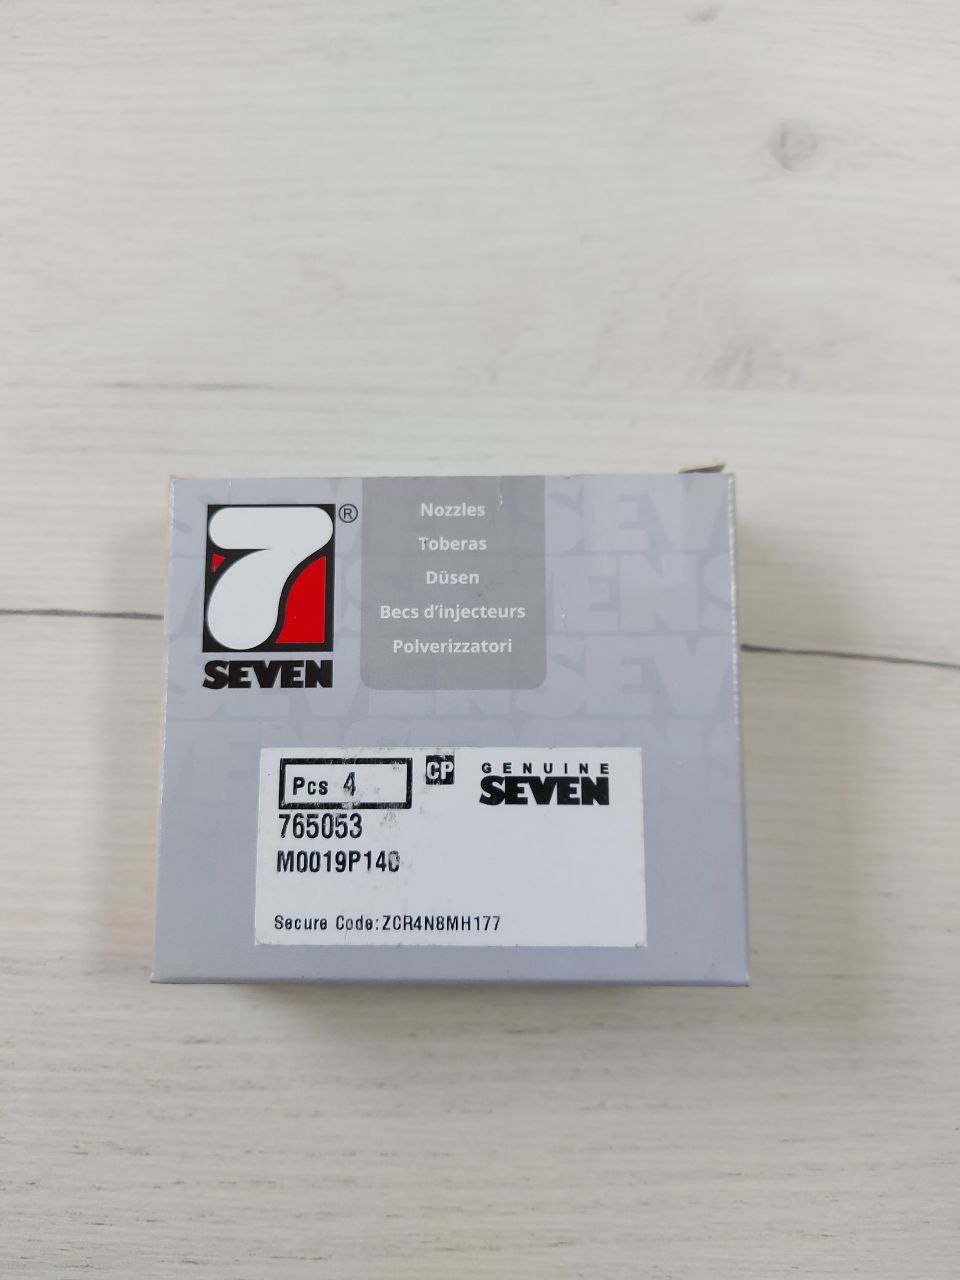 7®
SEVEN
Nozzles
Toberas
Düsen
Becs d'injecteurs
Polverizzatori
Pcs 4
CP
GENUINE
SEVEN
765053
M0019P140
Secure Code:ZCR4N8MH177